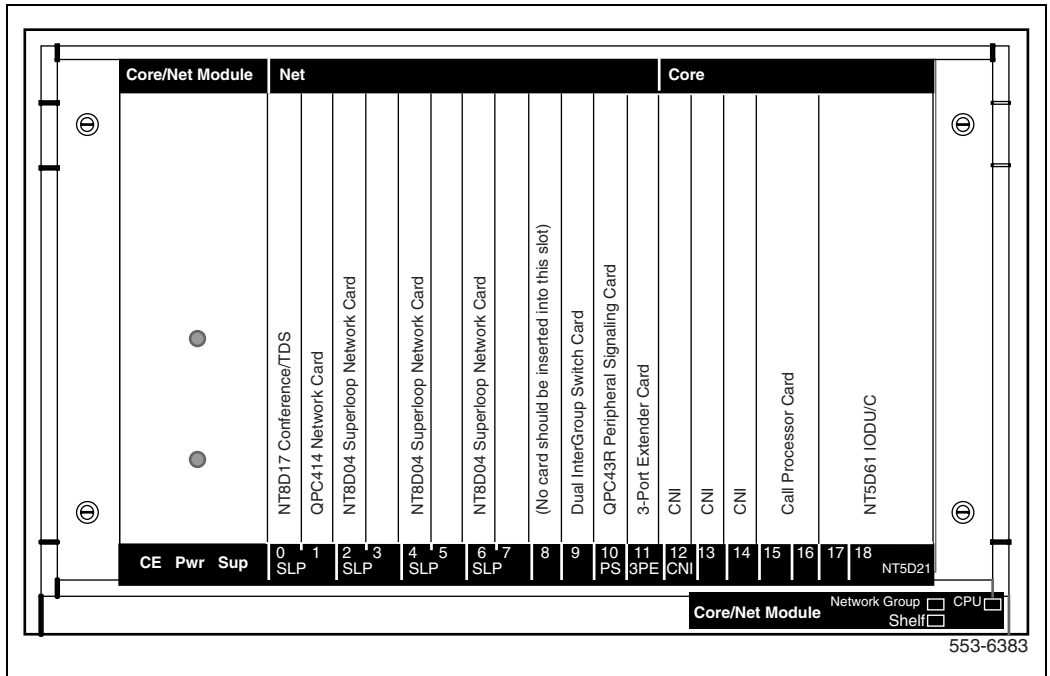 Core/Net Module Net Core
NT8D17 Conference/TDS
QPC414 Network Card
NT8D04 Superloop Network Card
NT8D04 Superloop Network Card
NT8D04 Superloop Network Card
(No card should be inserted into this slot)
Dual InterGroup Switch Card
QPC43R Peripheral Signaling Card
3-Port Extender Card
CNI
CNI
CNI
Call Processor Card
NT5D61 IODU/C
CE Pwr Sup 0 1 2 3 4 5 6 7 8 9 10 11 12 13 14 15 16 17 18
SLP SLP SLP SLP PS 3PE CNI NT5D21
Core/Net Module Network Group CPU
Shelf
553-6383